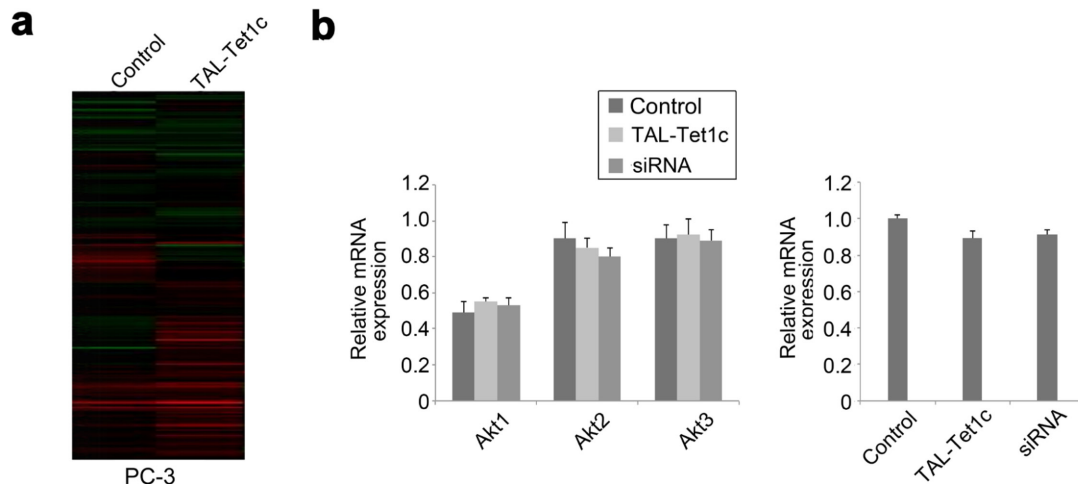 a
Control
TAL-Tet1c
PC-3
b
Control
TAL-Tet1c
siRNA
Relative mRNA
expression
1.2
1.0
0.8
0.6
0.4
0.2
0
Akt1
Akt2
Akt3
Relative mRNA
exoression
1.2
1.0
0.8
0.6
0.4
0.2
0
Control
TAL-Tet1c
siRNA